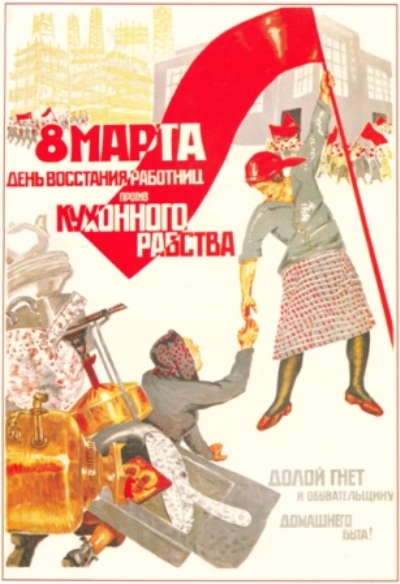 8 МАРТА
ДЕНЬ ВОССТАНИЯ РАБОТНИЦ
ПРОТИВ
КУХОННОГО
РАБСТВА
ДОЛОЙ ГНЕТ
И ОБЫВАТЕЛЬЩИНУ
ДОМАШНЕГО
БЫТА!